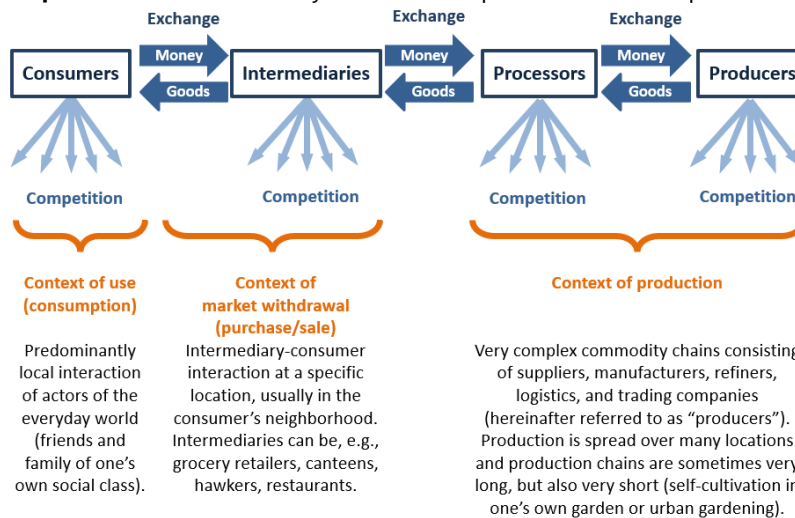 Exchange
Exchange
Exchange
Consumers
Money
Goods
Intermediaries
Money
Goods
Processors
Money
Goods
Producers
Competition
Competition
Competition
Competition
Context of use
(consumption)
Predominantly
local interaction
of actors of the
everyday world
(friends and
family of one's
own social class).
Context of
market withdrawal
(purchase/sale)
Intermediary-consumer
interaction at a specific
location, usually in the
consumer's neighborhood.
Intermediaries can be, e.g.,
grocery retailers, canteens,
hawkers, restaurants.
Context of production
Very complex commodity chains consisting
of suppliers, manufacturers, refiners,
logistics, and trading companies
(hereinafter referred to as “producers”).
Production is spread over many locations
and production chains are sometimes very
long, but also very short (self-cultivation in
one's own garden or urban gardening).